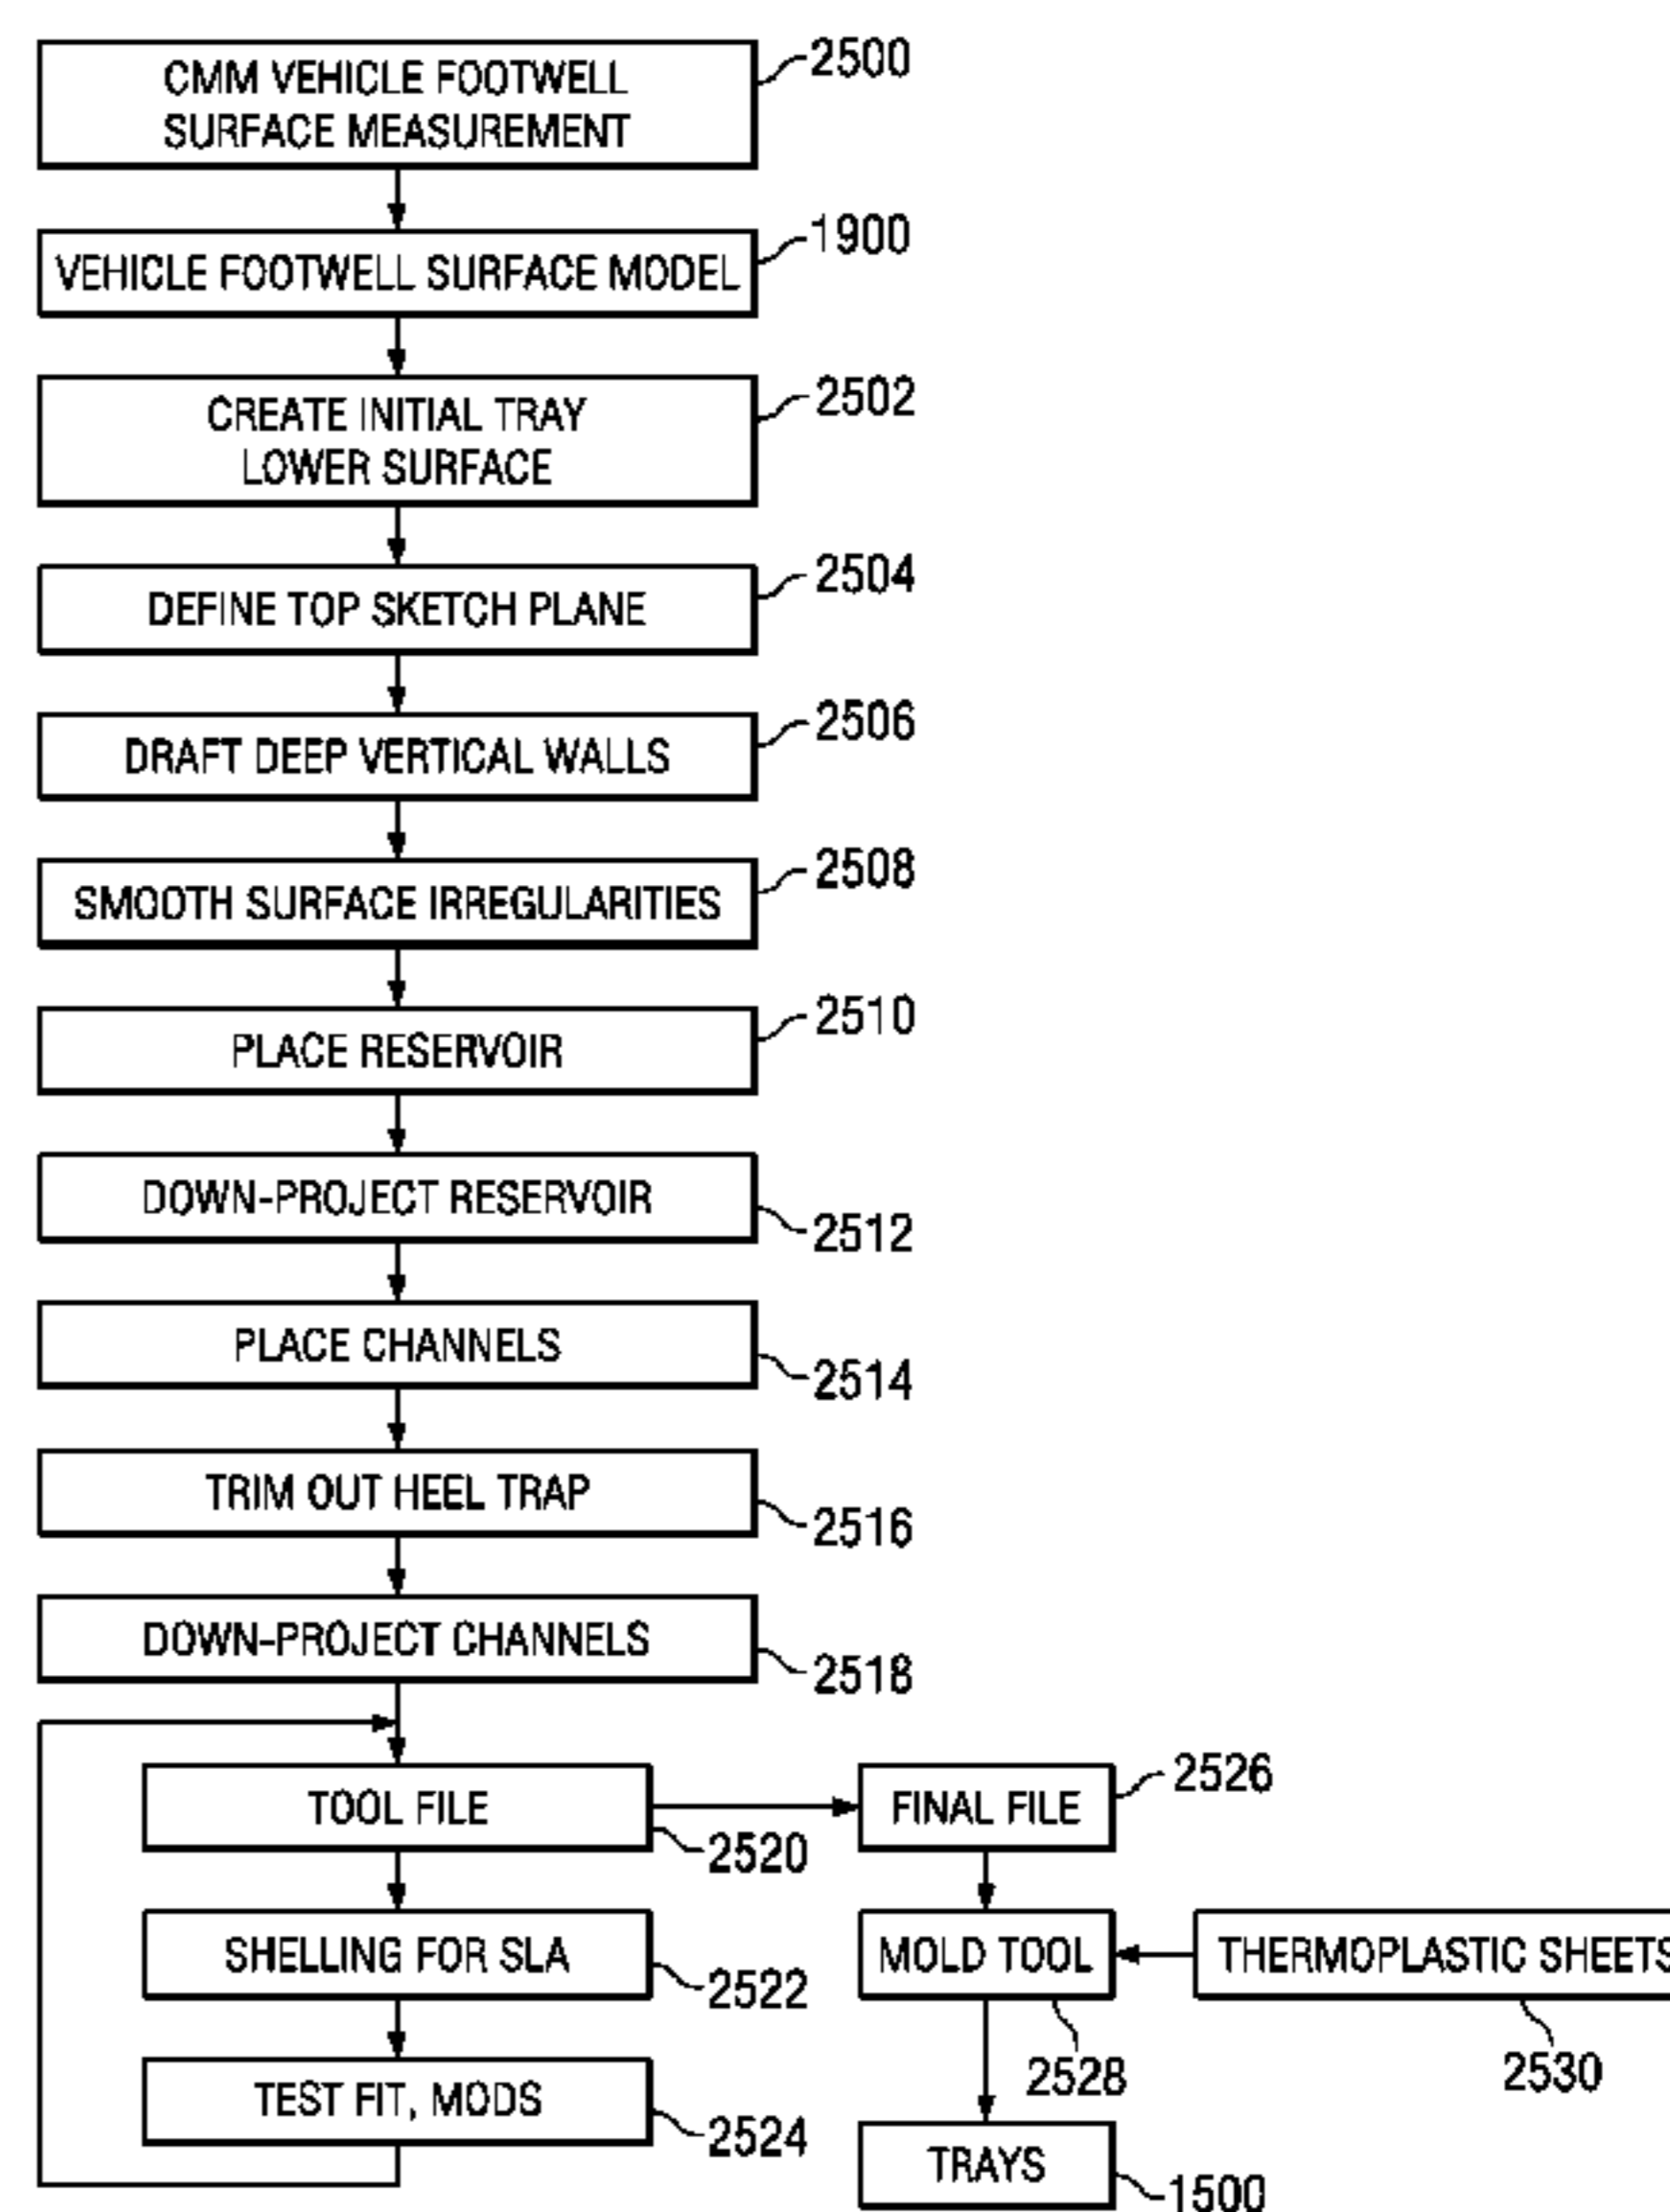 CMM VEHICLE FOOTWELL
SURFACE MEASUREMENT
2500
VEHICLE FOOTWELL SURFACE MODEL
1900
CREATE INITIAL TRAY
LOWER SURFACE
2502
DEFINE TOP SKETCH PLANE
2504
DRAFT DEEP VERTICAL WALLS
2506
SMOOTH SURFACE IRREGULARITIES
2508
PLACE RESERVOIR
2510
DOWN-PROJECT RESERVOIR
2512
PLACE CHANNELS
2514
TRIM OUT HEEL TRAP
2516
DOWN-PROJECT CHANNELS
2518
TOOL FILE
2520
FINAL FILE
2526
SHELLING FOR SLA
2522
MOLD TOOL
2528
THERMOPLASTIC SHEETS
2530
TEST FIT, MODS
2524
TRAYS
1500